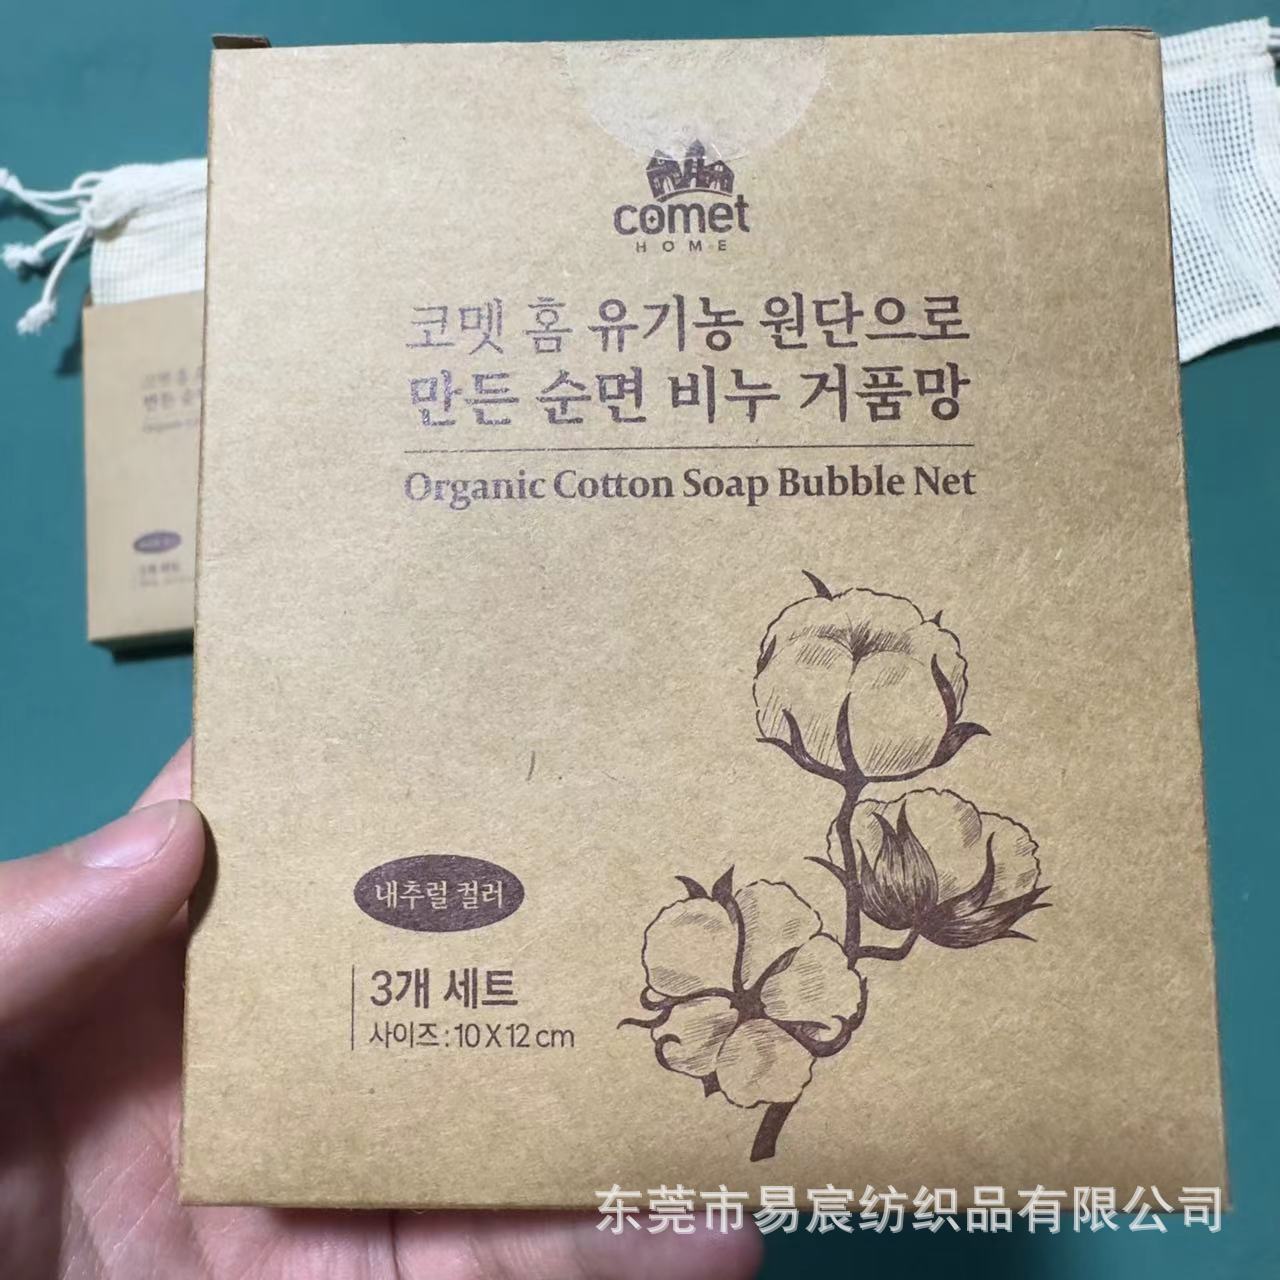 comet
HOME
코멧 홈 유기농 원단으로
만든 순면 비누 거품망
Organic Cotton Soap Bubble Net
내추럴 컬러
3개 세트
사이즈 : 10 X 12 cm
东莞市易宸纺织品有限公司